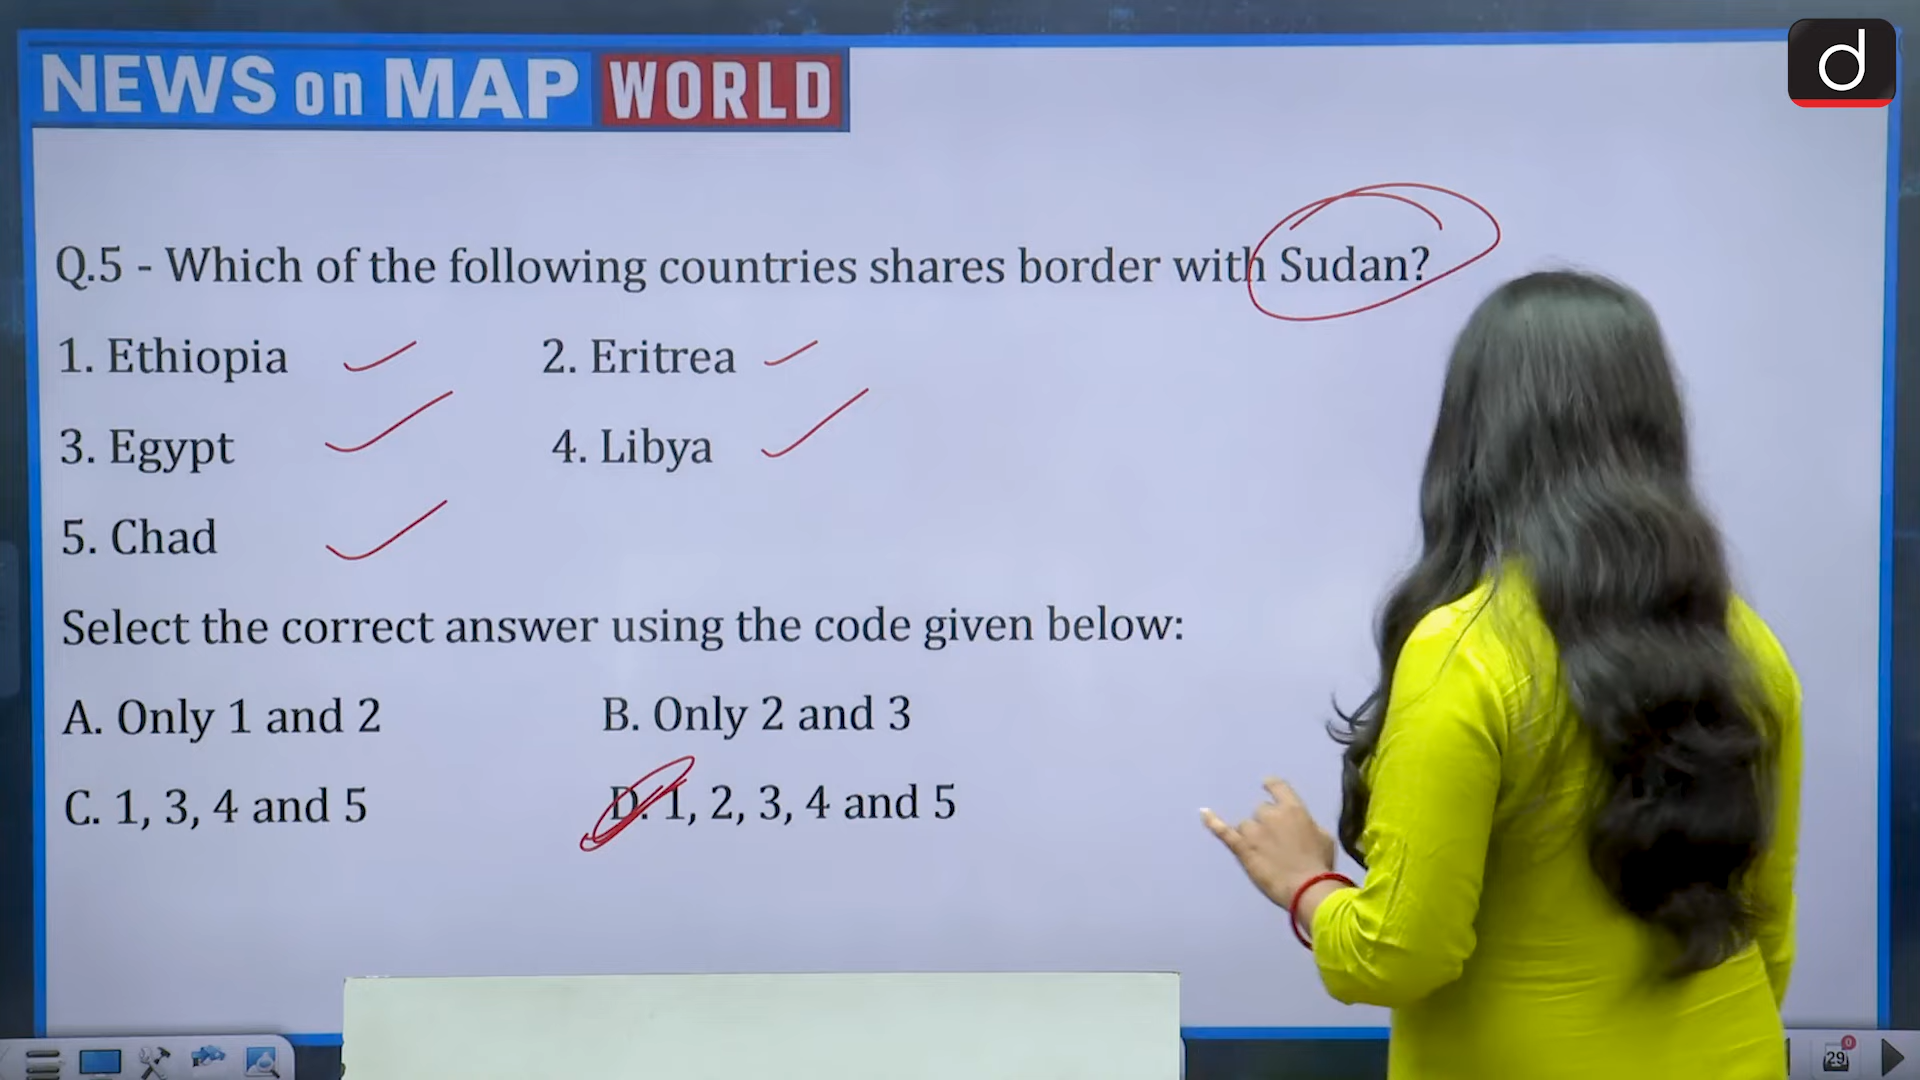 d
NEWS on MAP WORLD
Q.5 - Which of the following countries shares border with Sudan?
1. Ethiopia 2. Eritrea
3. Egypt 4. Libya
5. Chad
Select the correct answer using the code given below:
A. Only 1 and 2 B. Only 2 and 3
C. 1, 3, 4 and 5 D. 1, 2, 3, 4 and 5
29 0